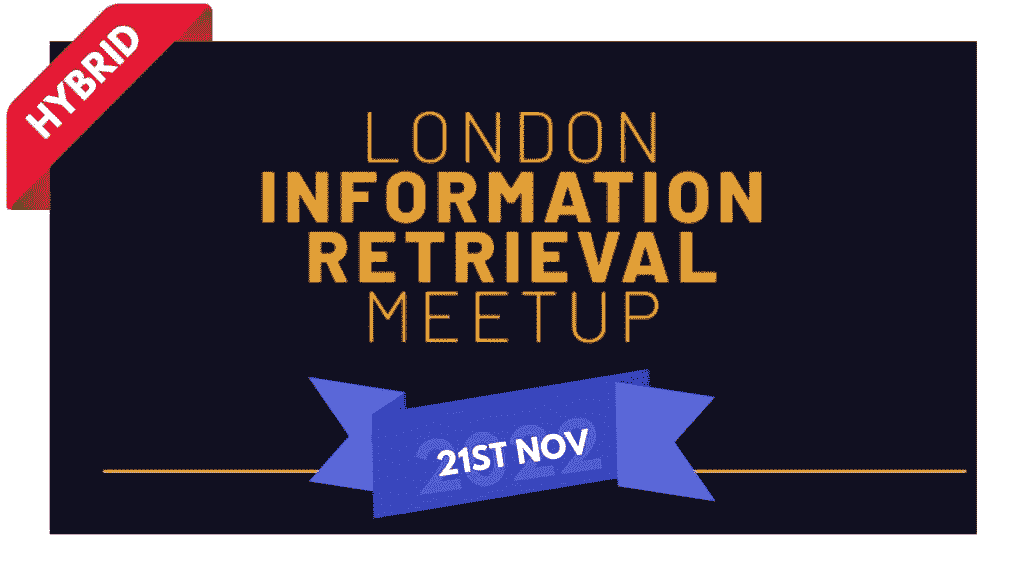 HYBRID
LONDON
INFORMATION
RETRIEVAL
MEETUP
2022
21ST NOV